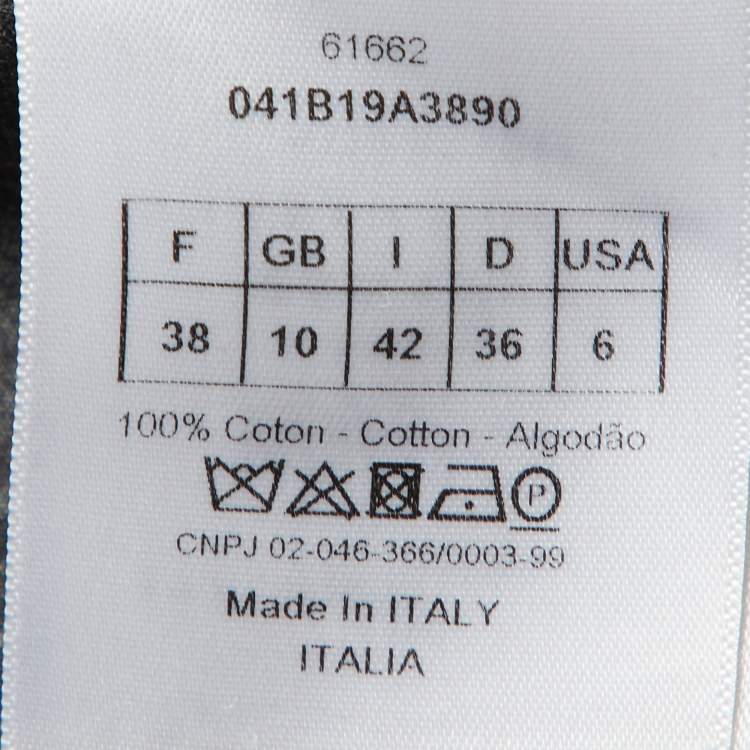 61662
041B19A3890
F GB I D USA
38 10 42 36 6
100% Coton - Cotton - Algodão
P
CNPJ 02-046-366/0003-99
Made In ITALY
ITALIA